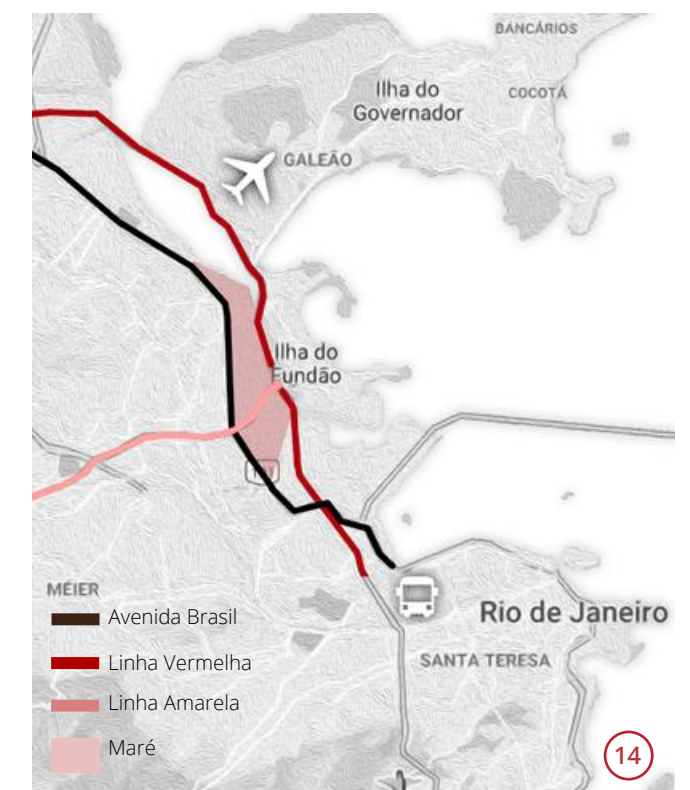 BANCÁRIOS
Ilha do
Governador
COCOTÁ
GALEÃO
Ilha do
Fundão
MÉIER
Rio de Janeiro
SANTA TERESA
Avenida Brasil
Linha Vermelha
Linha Amarela
Maré
14